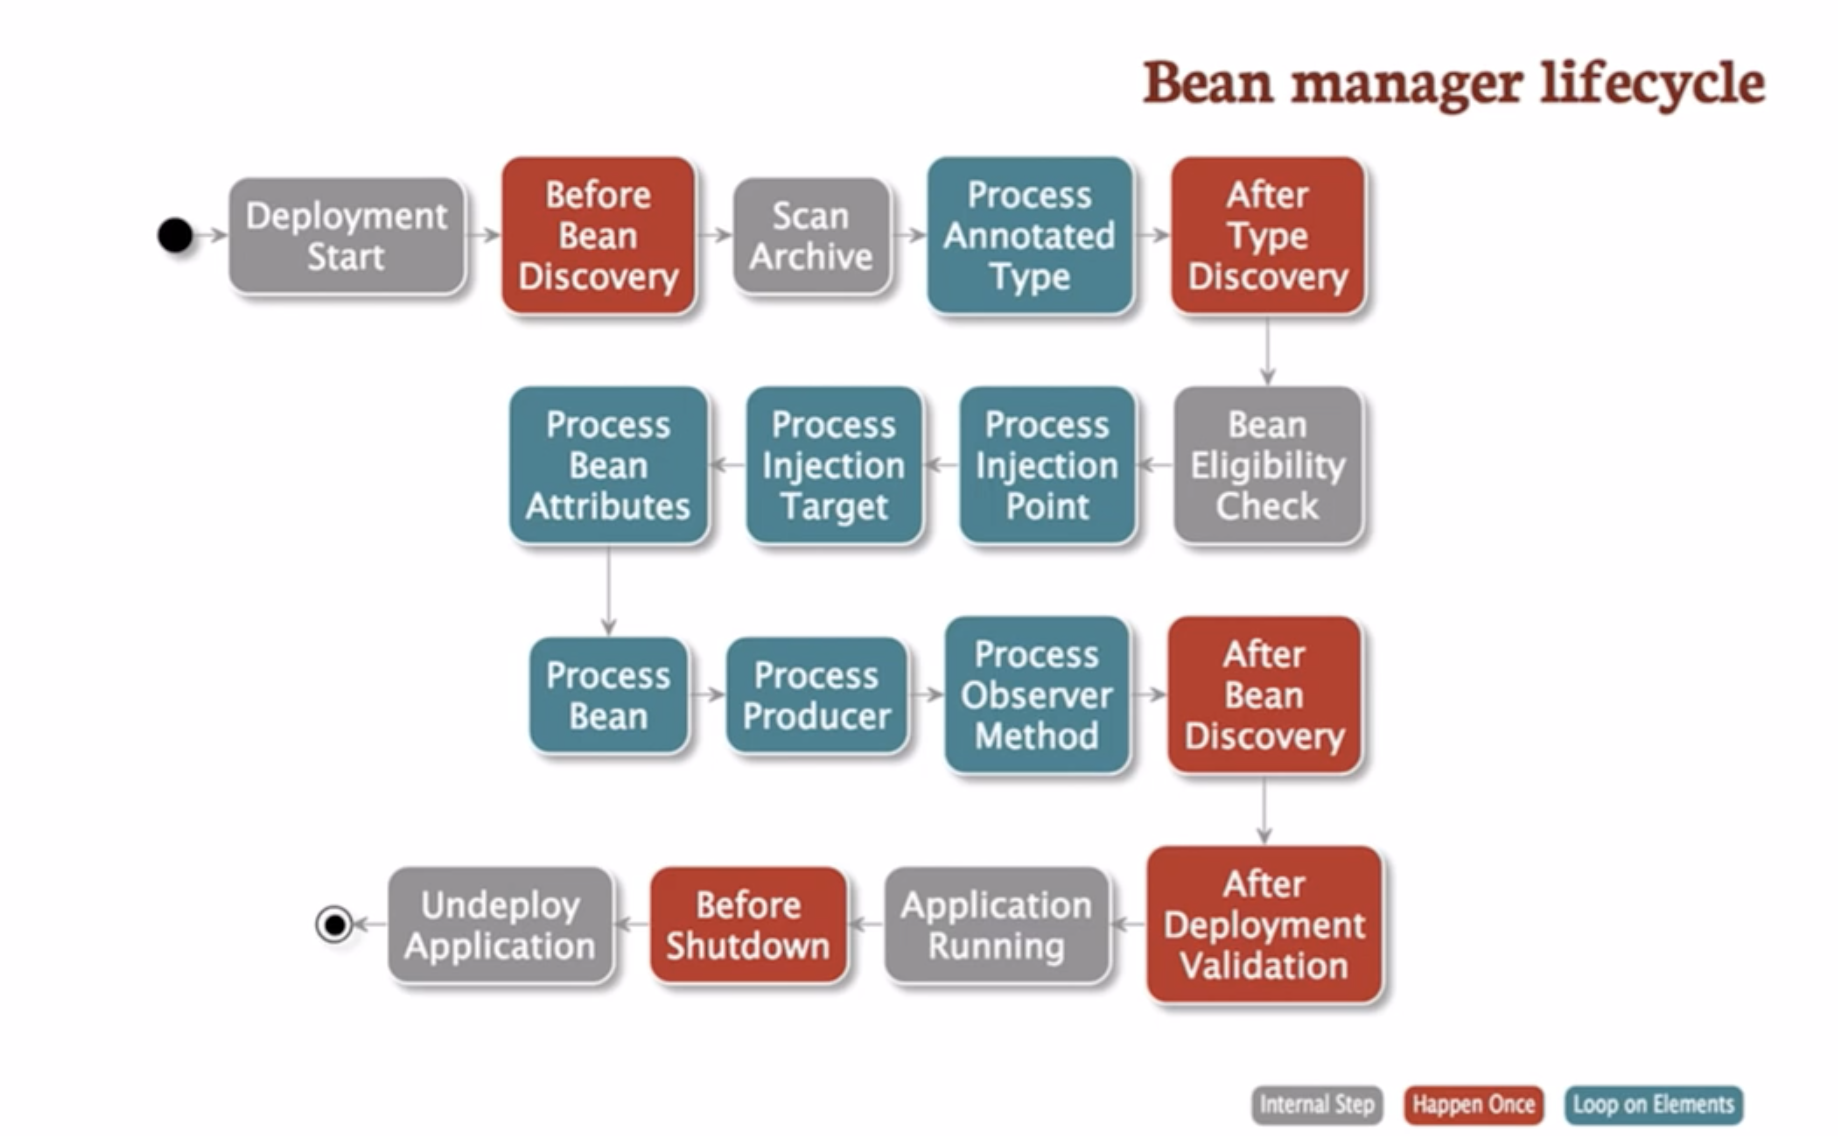 Bean manager lifecycle
Deployment
Start
Before
Bean
Discovery
Scan
Archive
Process
Annotated
Type
After
Type
Discovery
Bean
Eligibility
Check
Process
Injection
Point
Process
Injection
Target
Process
Bean
Attributes
Process
Bean
Process
Producer
Process
Observer
Method
After
Bean
Discovery
After
Deployment
Validation
Application
Running
Before
Shutdown
Undeploy
Application
Internal Step
Happen Once
Loop on Elements